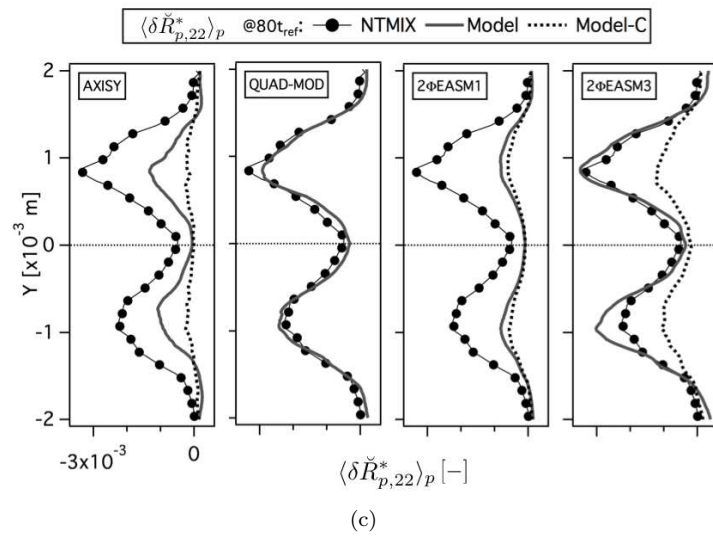 ⟨δR̆*p,22⟩p @80tref: NTMIX Model Model-C
AXISY QUAD-MOD 2ΦEASM1 2ΦEASM3
2
1
0
-1
-2
Y [x10⁻³ m]
-3x10⁻³ 0
⟨δR̆*p,22⟩p [−]
(c)